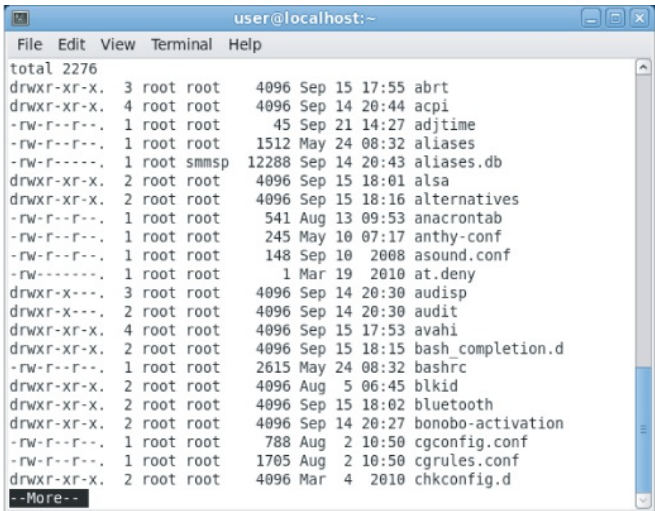 user@localhost:~
File Edit View Terminal Help
total 2276
drwxr-xr-x.  3 root root    4096 Sep 15 17:55 abrt
drwxr-xr-x.  4 root root    4096 Sep 14 20:44 acpi
-rw-r--r--.  1 root root      45 Sep 21 14:27 adjtime
-rw-r--r--.  1 root root    1512 May 24 08:32 aliases
-rw-r-----.  1 root smmsp  12288 Sep 14 20:43 aliases.db
drwxr-xr-x.  2 root root    4096 Sep 15 18:01 alsa
drwxr-xr-x.  2 root root    4096 Sep 15 18:16 alternatives
-rw-r--r--.  1 root root     541 Aug 13 09:53 anacrontab
-rw-r--r--.  1 root root     245 May 10 07:17 anthy-conf
-rw-r--r--.  1 root root     148 Sep 10  2008 asound.conf
-rw-------.  1 root root       1 Mar 19  2010 at.deny
drwxr-x---.  3 root root    4096 Sep 14 20:30 audisp
drwxr-x---.  2 root root    4096 Sep 14 20:30 audit
drwxr-xr-x.  4 root root    4096 Sep 15 17:53 avahi
drwxr-xr-x.  2 root root    4096 Sep 15 18:15 bash_completion.d
-rw-r--r--.  1 root root    2615 May 24 08:32 bashrc
drwxr-xr-x.  2 root root    4096 Aug  5 06:45 blkid
drwxr-xr-x.  2 root root    4096 Sep 15 18:02 bluetooth
drwxr-xr-x.  2 root root    4096 Sep 14 20:27 bonobo-activation
-rw-r--r--.  1 root root     788 Aug  2 10:50 cgconfig.conf
-rw-r--r--.  1 root root    1705 Aug  2 10:50 cgrules.conf
drwxr-xr-x.  2 root root    4096 Mar  4  2010 chkconfig.d
--More--